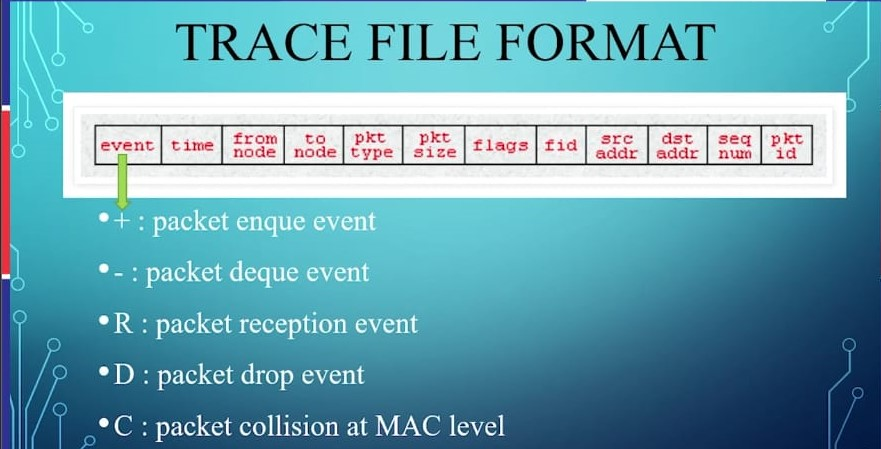 TRACE FILE FORMAT
event time from node to node pkt type pkt size flags fid src addr dst addr seq num pkt id
•+ : packet enque event
•- : packet deque event
•R : packet reception event
•D : packet drop event
•C : packet collision at MAC level